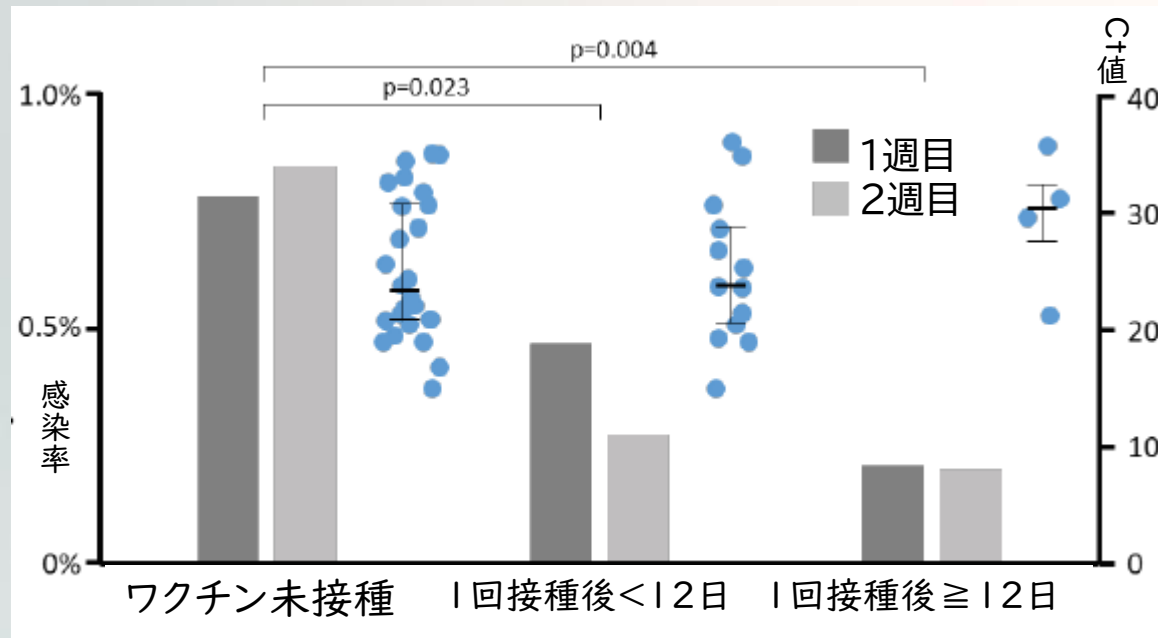 p=0.004
p=0.023
Ct値
1.0%
0.5%
0%
感染率
40
30
20
10
0
1週目
2週目
ワクチン未接種
1回接種後<12日
1回接種後≧12日